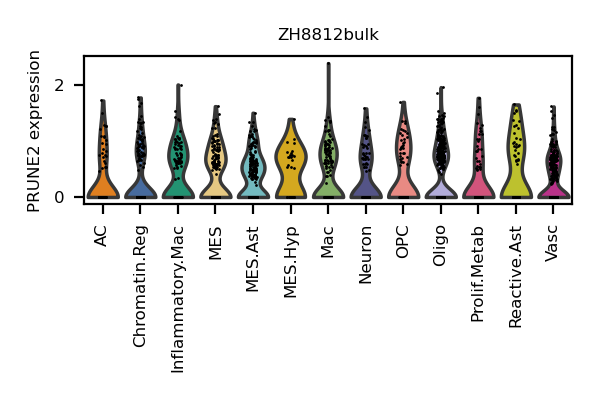 ZH8812bulk
PRUNE2 expression
2
0
AC
Chromatin.Reg
Inflammatory.Mac
MES
MES.Ast
MES.Hyp
Mac
Neuron
OPC
Oligo
Prolif.Metab
Reactive.Ast
Vasc